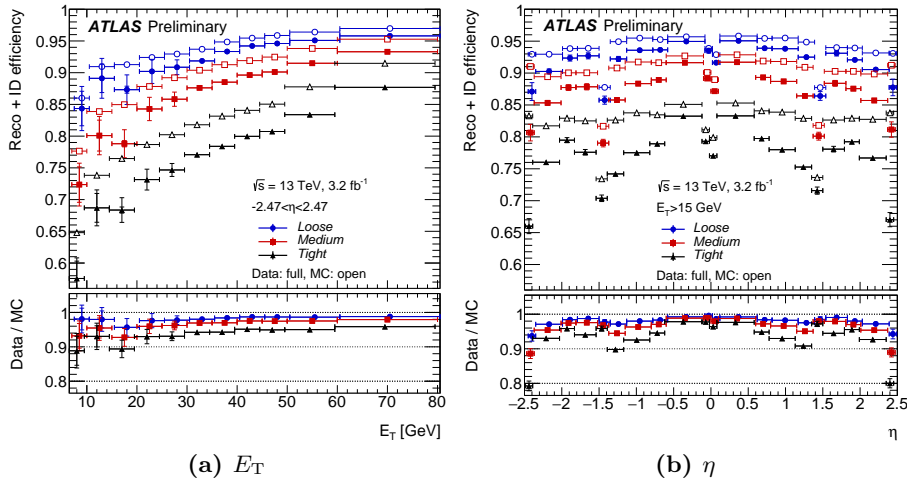 ATLAS Preliminary
Reco + ID efficiency
0.95
0.9
0.85
0.8
0.75
0.7
0.65
0.6
√s = 13 TeV, 3.2 fb⁻¹
-2.47<η<2.47
Loose
Medium
Tight
Data: full, MC: open
Data / MC
1
0.9
0.8
10 20 30 40 50 60 70 80
E_T [GeV]
(a) E_T
ATLAS Preliminary
Reco + ID efficiency
1
0.95
0.9
0.85
0.8
0.75
0.7
0.65
0.6
√s = 13 TeV, 3.2 fb⁻¹
E_T>15 GeV
Loose
Medium
Tight
Data: full, MC: open
Data / MC
1
0.9
0.8
−2.5 −2 −1.5 −1 −0.5 0 0.5 1 1.5 2 2.5
η
(b) η